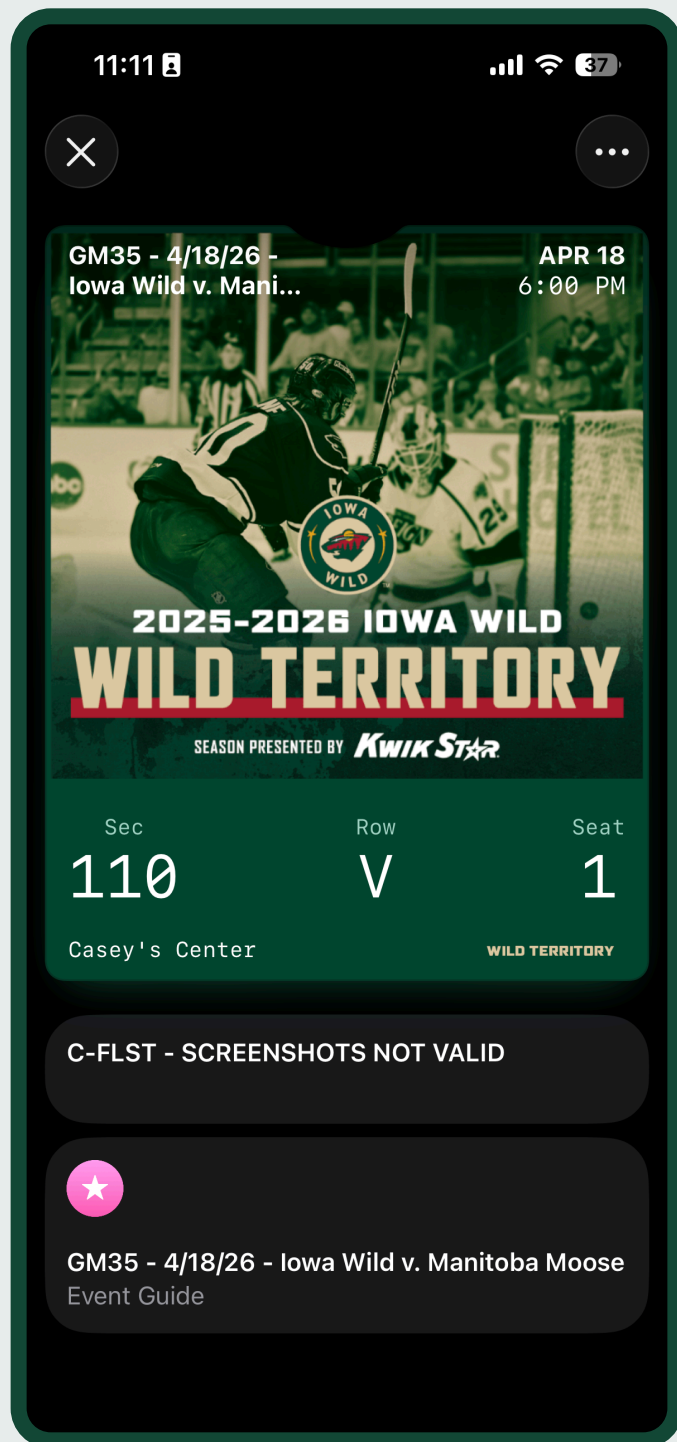 11:11
37
GM35 - 4/18/26 -
Iowa Wild v. Mani...
APR 18
6:00 PM
abc
IOWA
WILD
2025-2026 IOWA WILD
WILD TERRITORY
SEASON PRESENTED BY KWIK STAR
Sec
Row
Seat
110
V
1
Casey's Center
WILD TERRITORY
C-FLST - SCREENSHOTS NOT VALID
GM35 - 4/18/26 - Iowa Wild v. Manitoba Moose
Event Guide